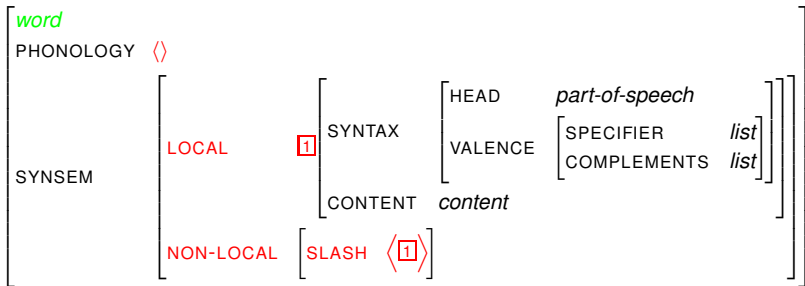 word
PHONOLOGY ⟨⟩
HEAD part-of-speech
SYNTAX SPECIFIER list
LOCAL 1 VALENCE
COMPLEMENTS list
SYNSEM
CONTENT content
NON-LOCAL SLASH ⟨1⟩